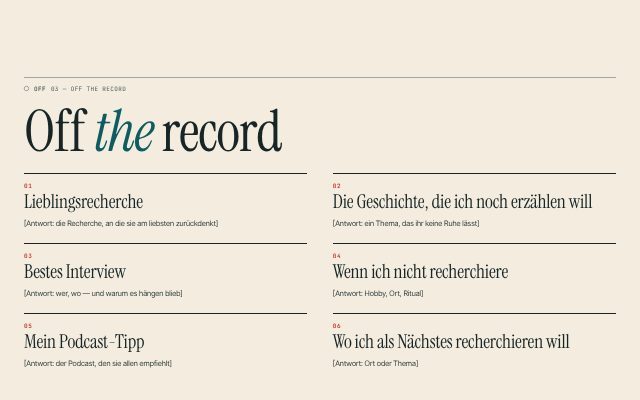 OFF 03 — OFF THE RECORD
Off the record
01
Lieblingsrecherche
[Antwort: die Recherche, an die sie am liebsten zurückdenkt]
02
Die Geschichte, die ich noch erzählen will
[Antwort: ein Thema, das ihr keine Ruhe lässt]
03
Bestes Interview
[Antwort: wer, wo — und warum es hängen blieb]
04
Wenn ich nicht recherchiere
[Antwort: Hobby, Ort, Ritual]
05
Mein Podcast-Tipp
[Antwort: der Podcast, den sie allen empfiehlt]
06
Wo ich als Nächstes recherchieren will
[Antwort: Ort oder Thema]